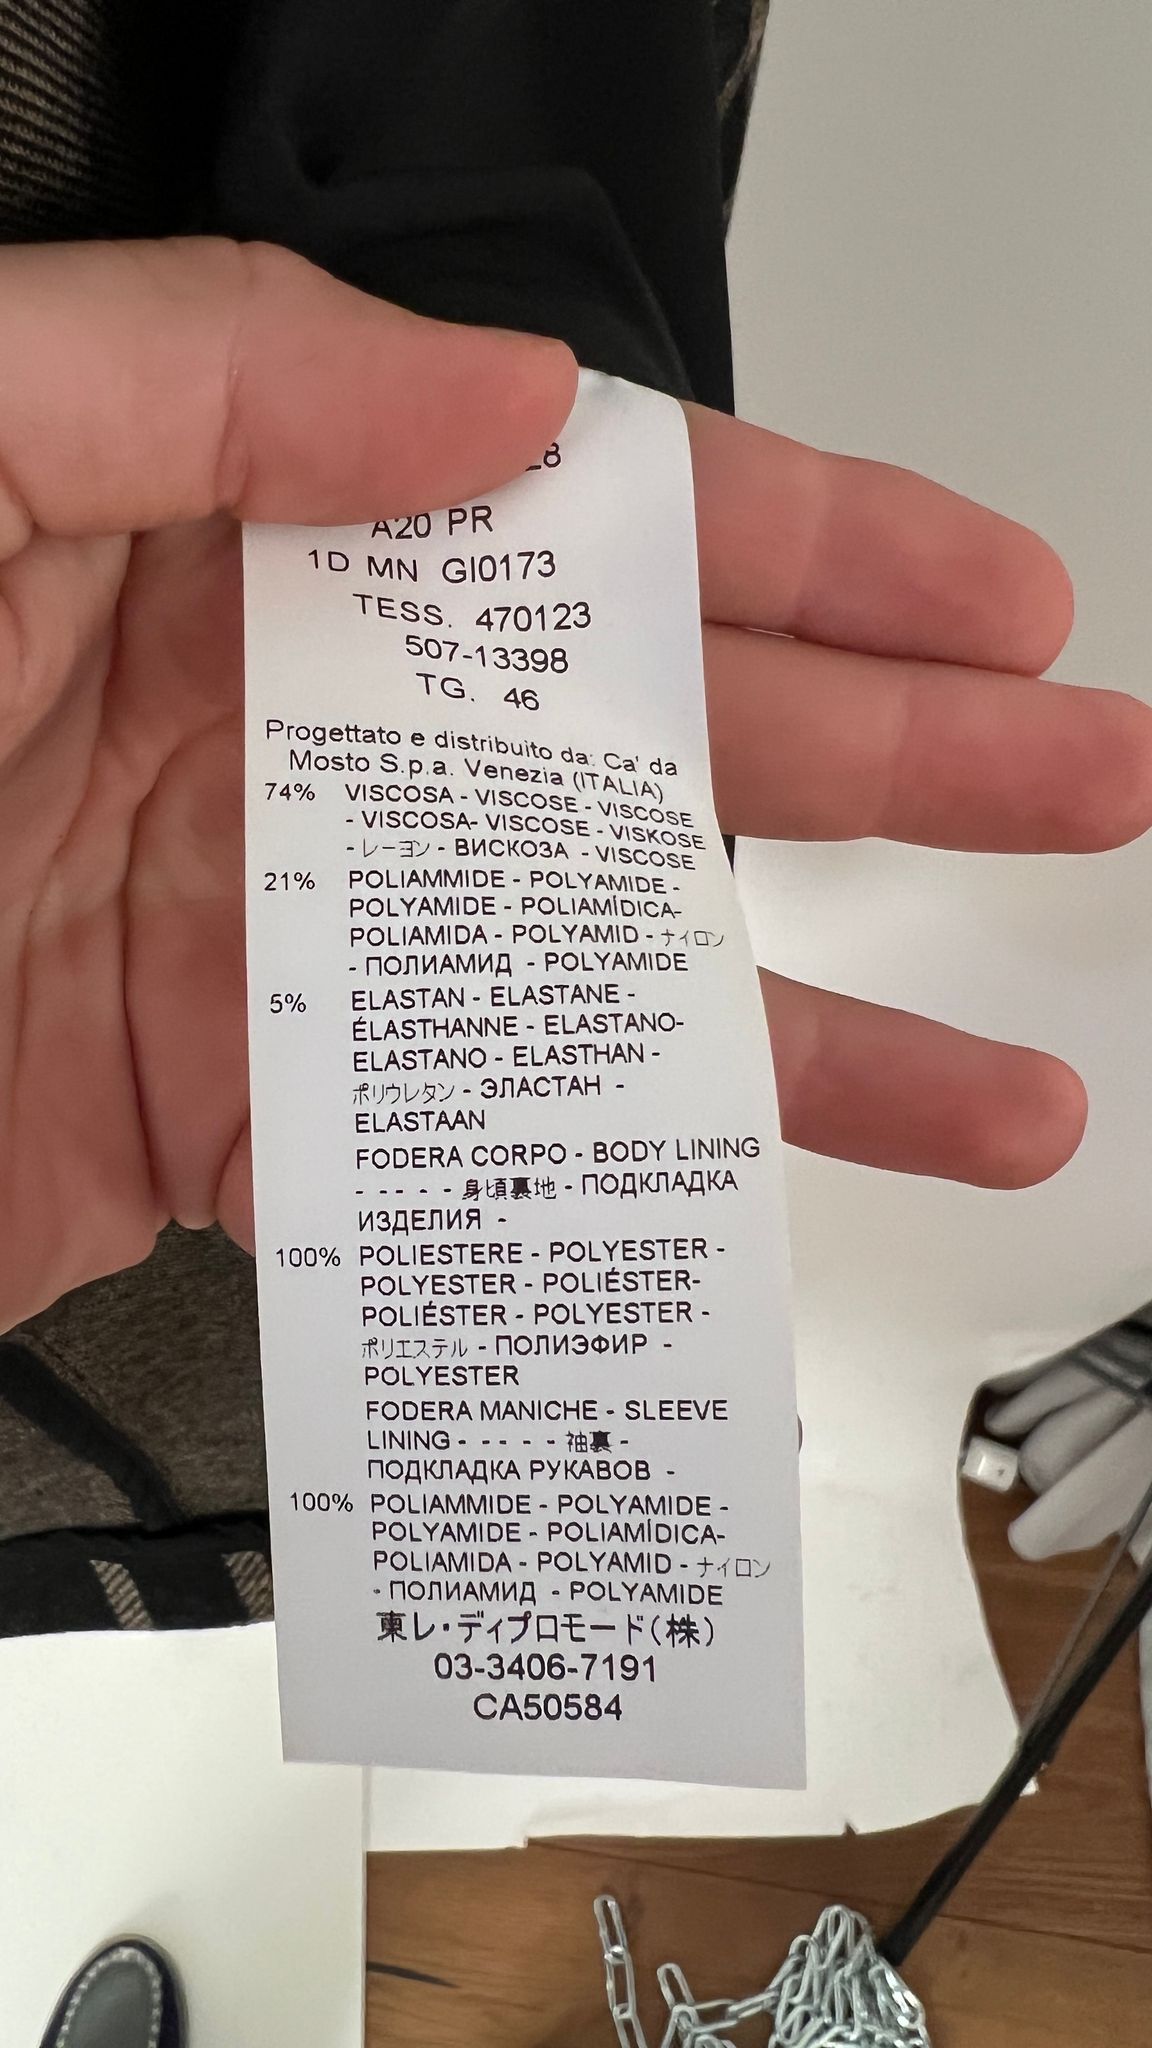 A20 PR
1D MN GI0173
TESS. 470123
507-13398
TG. 46
Progettato e distribuito da: Ca' da
Mosto S.p.a. Venezia (ITALIA)
74% VISCOSA - VISCOSE - VISCOSE
- VISCOSA- VISCOSE - VISKOSE
- レーヨン - ВИСКОЗА - VISCOSE
21% POLIAMMIDE - POLYAMIDE -
POLYAMIDE - POLIAMÍDICA-
POLIAMIDA - POLYAMID - ナイロン
- ПОЛИАМИД - POLYAMIDE
5% ELASTAN - ELASTANE -
ÉLASTHANNE - ELASTANO-
ELASTANO - ELASTHAN -
ポリウレタン - ЭЛАСТАН -
ELASTAAN
FODERA CORPO - BODY LINING
- - - - - 身頃裏地 - ПОДКЛАДКА
ИЗДЕЛИЯ -
100% POLIESTERE - POLYESTER -
POLYESTER - POLIÉSTER-
POLIÉSTER - POLYESTER -
ポリエステル - ПОЛИЭФИР -
POLYESTER
FODERA MANICHE - SLEEVE
LINING - - - - - 袖裏 -
ПОДКЛАДКА РУКАВОВ -
100% POLIAMMIDE - POLYAMIDE -
POLYAMIDE - POLIAMÍDICA-
POLIAMIDA - POLYAMID - ナイロン
- ПОЛИАМИД - POLYAMIDE
東レ・ディプロモード(株)
03-3406-7191
CA50584